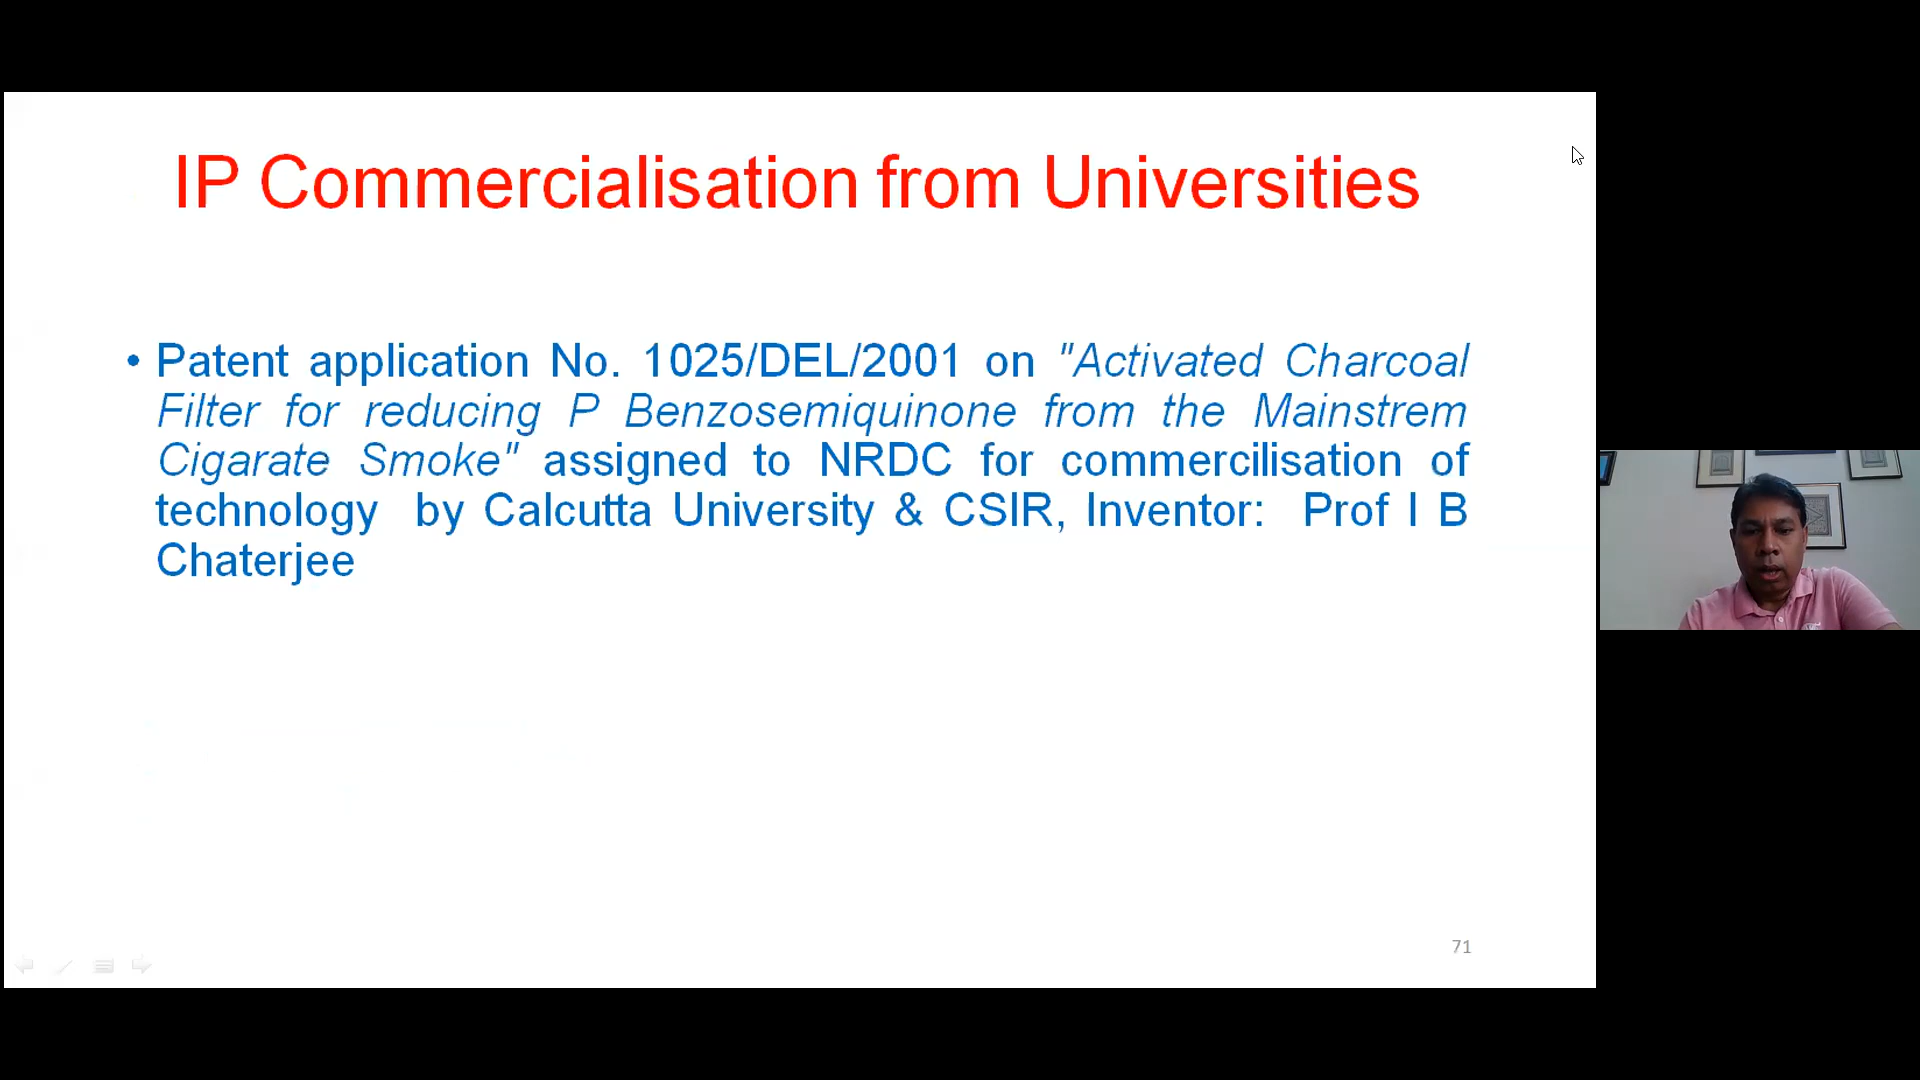 IP Commercialisation from Universities
• Patent application No. 1025/DEL/2001 on "Activated Charcoal
Filter for reducing P Benzosemiquinone from the Mainstrem
Cigarate Smoke" assigned to NRDC for commercilisation of
technology by Calcutta University & CSIR, Inventor: Prof I B
Chaterjee
71